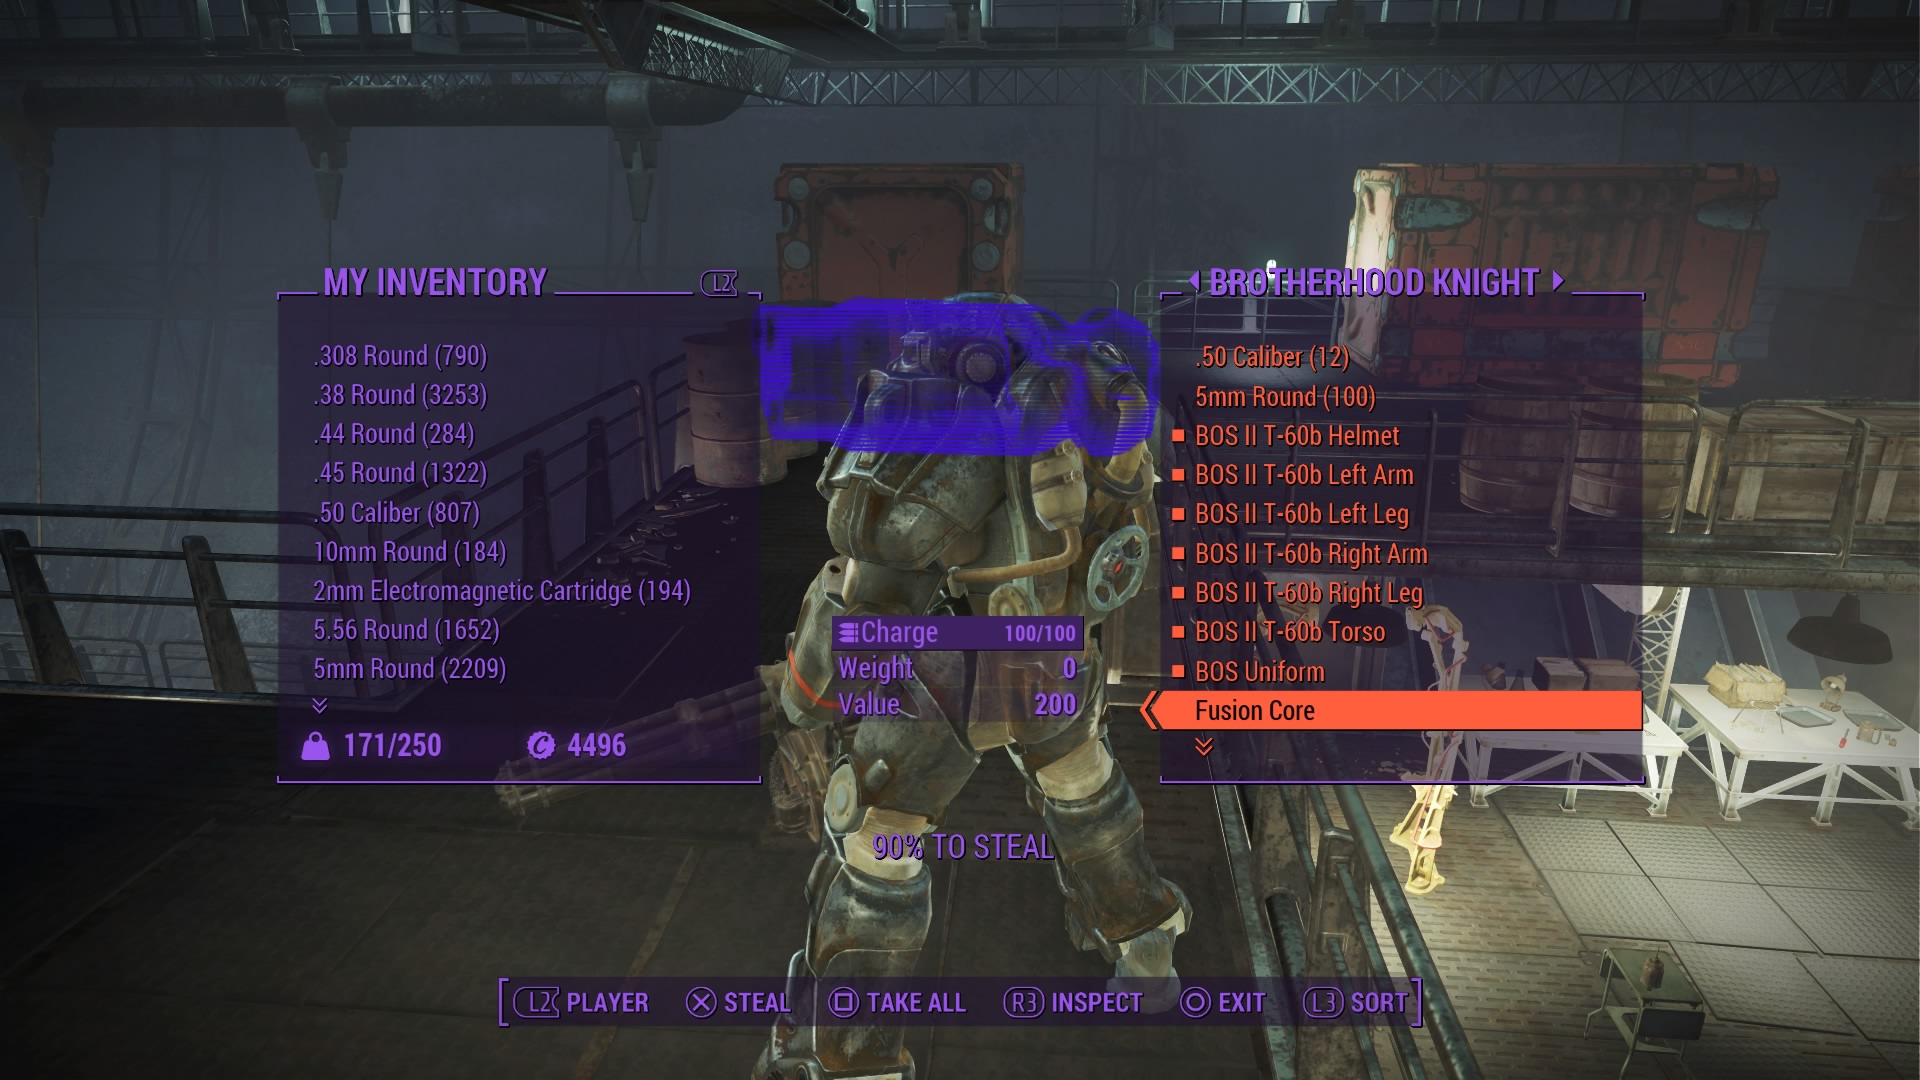 MY INVENTORY
L2
.308 Round (790)
.38 Round (3253)
.44 Round (284)
.45 Round (1322)
.50 Caliber (807)
10mm Round (184)
2mm Electromagnetic Cartridge (194)
5.56 Round (1652)
5mm Round (2209)
171/250
4496
Charge 100/100
Weight 0
Value 200
90% TO STEAL
BROTHERHOOD KNIGHT
.50 Caliber (12)
5mm Round (100)
BOS II T-60b Helmet
BOS II T-60b Left Arm
BOS II T-60b Left Leg
BOS II T-60b Right Arm
BOS II T-60b Right Leg
BOS II T-60b Torso
BOS Uniform
Fusion Core
L2 PLAYER STEAL TAKE ALL R3 INSPECT EXIT L3 SORT